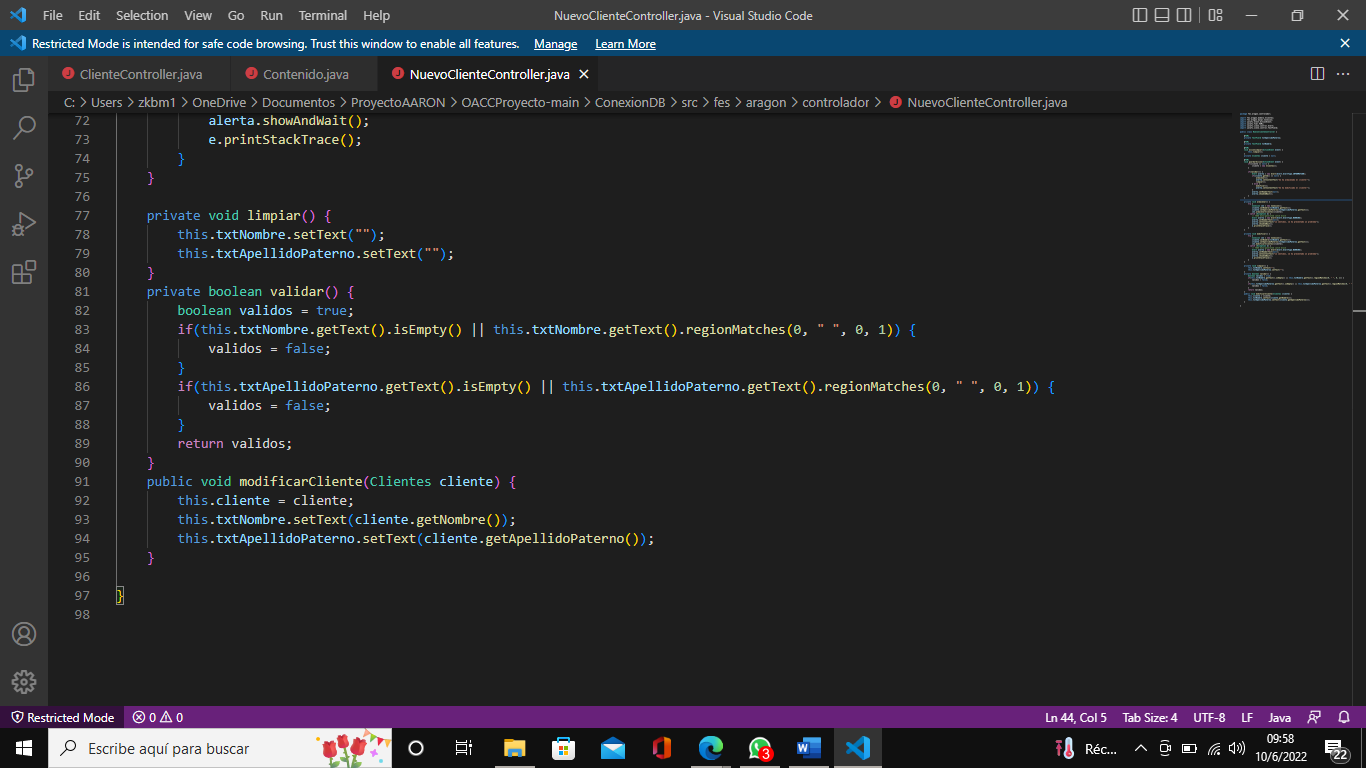 File Edit Selection View Go Run Terminal Help NuevoClienteController.java - Visual Studio Code
Restricted Mode is intended for safe code browsing. Trust this window to enable all features. Manage Learn More
ClienteController.java Contenido.java NuevoClienteController.java
C: > Users > zkbm1 > OneDrive > Documentos > ProyectoAARON > OACCProyecto-main > ConexionDB > src > fes > aragon > controlador > NuevoClienteController.java
72 alerta.showAndWait();
73 e.printStackTrace();
74 }
75 }
76
77 private void limpiar() {
78 this.txtNombre.setText("");
79 this.txtApellidoPaterno.setText("");
80 }
81 private boolean validar() {
82 boolean validos = true;
83 if(this.txtNombre.getText().isEmpty() || this.txtNombre.getText().regionMatches(0, " ", 0, 1)) {
84 validos = false;
85 }
86 if(this.txtApellidoPaterno.getText().isEmpty() || this.txtApellidoPaterno.getText().regionMatches(0, " ", 0, 1)) {
87 validos = false;
88 }
89 return validos;
90 }
91 public void modificarCliente(Clientes cliente) {
92 this.cliente = cliente;
93 this.txtNombre.setText(cliente.getNombre());
94 this.txtApellidoPaterno.setText(cliente.getApellidoPaterno());
95 }
96
97 }
98
Restricted Mode 0 0 Ln 44, Col 5 Tab Size: 4 UTF-8 LF Java
Escribe aquí para buscar 3 Réc... 09:58
10/6/2022 22